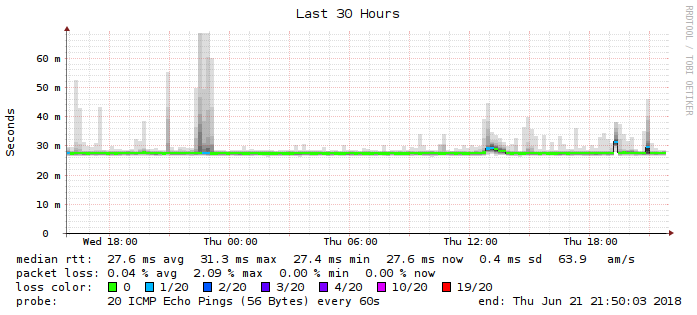 Last 30 Hours
RRDTOOL / TOBI OETIKER
Seconds
60 m
50 m
40 m
30 m
20 m
10 m
0
Wed 18:00 Thu 00:00 Thu 06:00 Thu 12:00 Thu 18:00
median rtt: 27.6 ms avg 31.3 ms max 27.4 ms min 27.6 ms now 0.4 ms sd 63.9 am/s
packet loss: 0.04 % avg 2.09 % max 0.00 % min 0.00 % now
loss color: 0 1/20 2/20 3/20 4/20 10/20 19/20
probe: 20 ICMP Echo Pings (56 Bytes) every 60s end: Thu Jun 21 21:50:03 2018